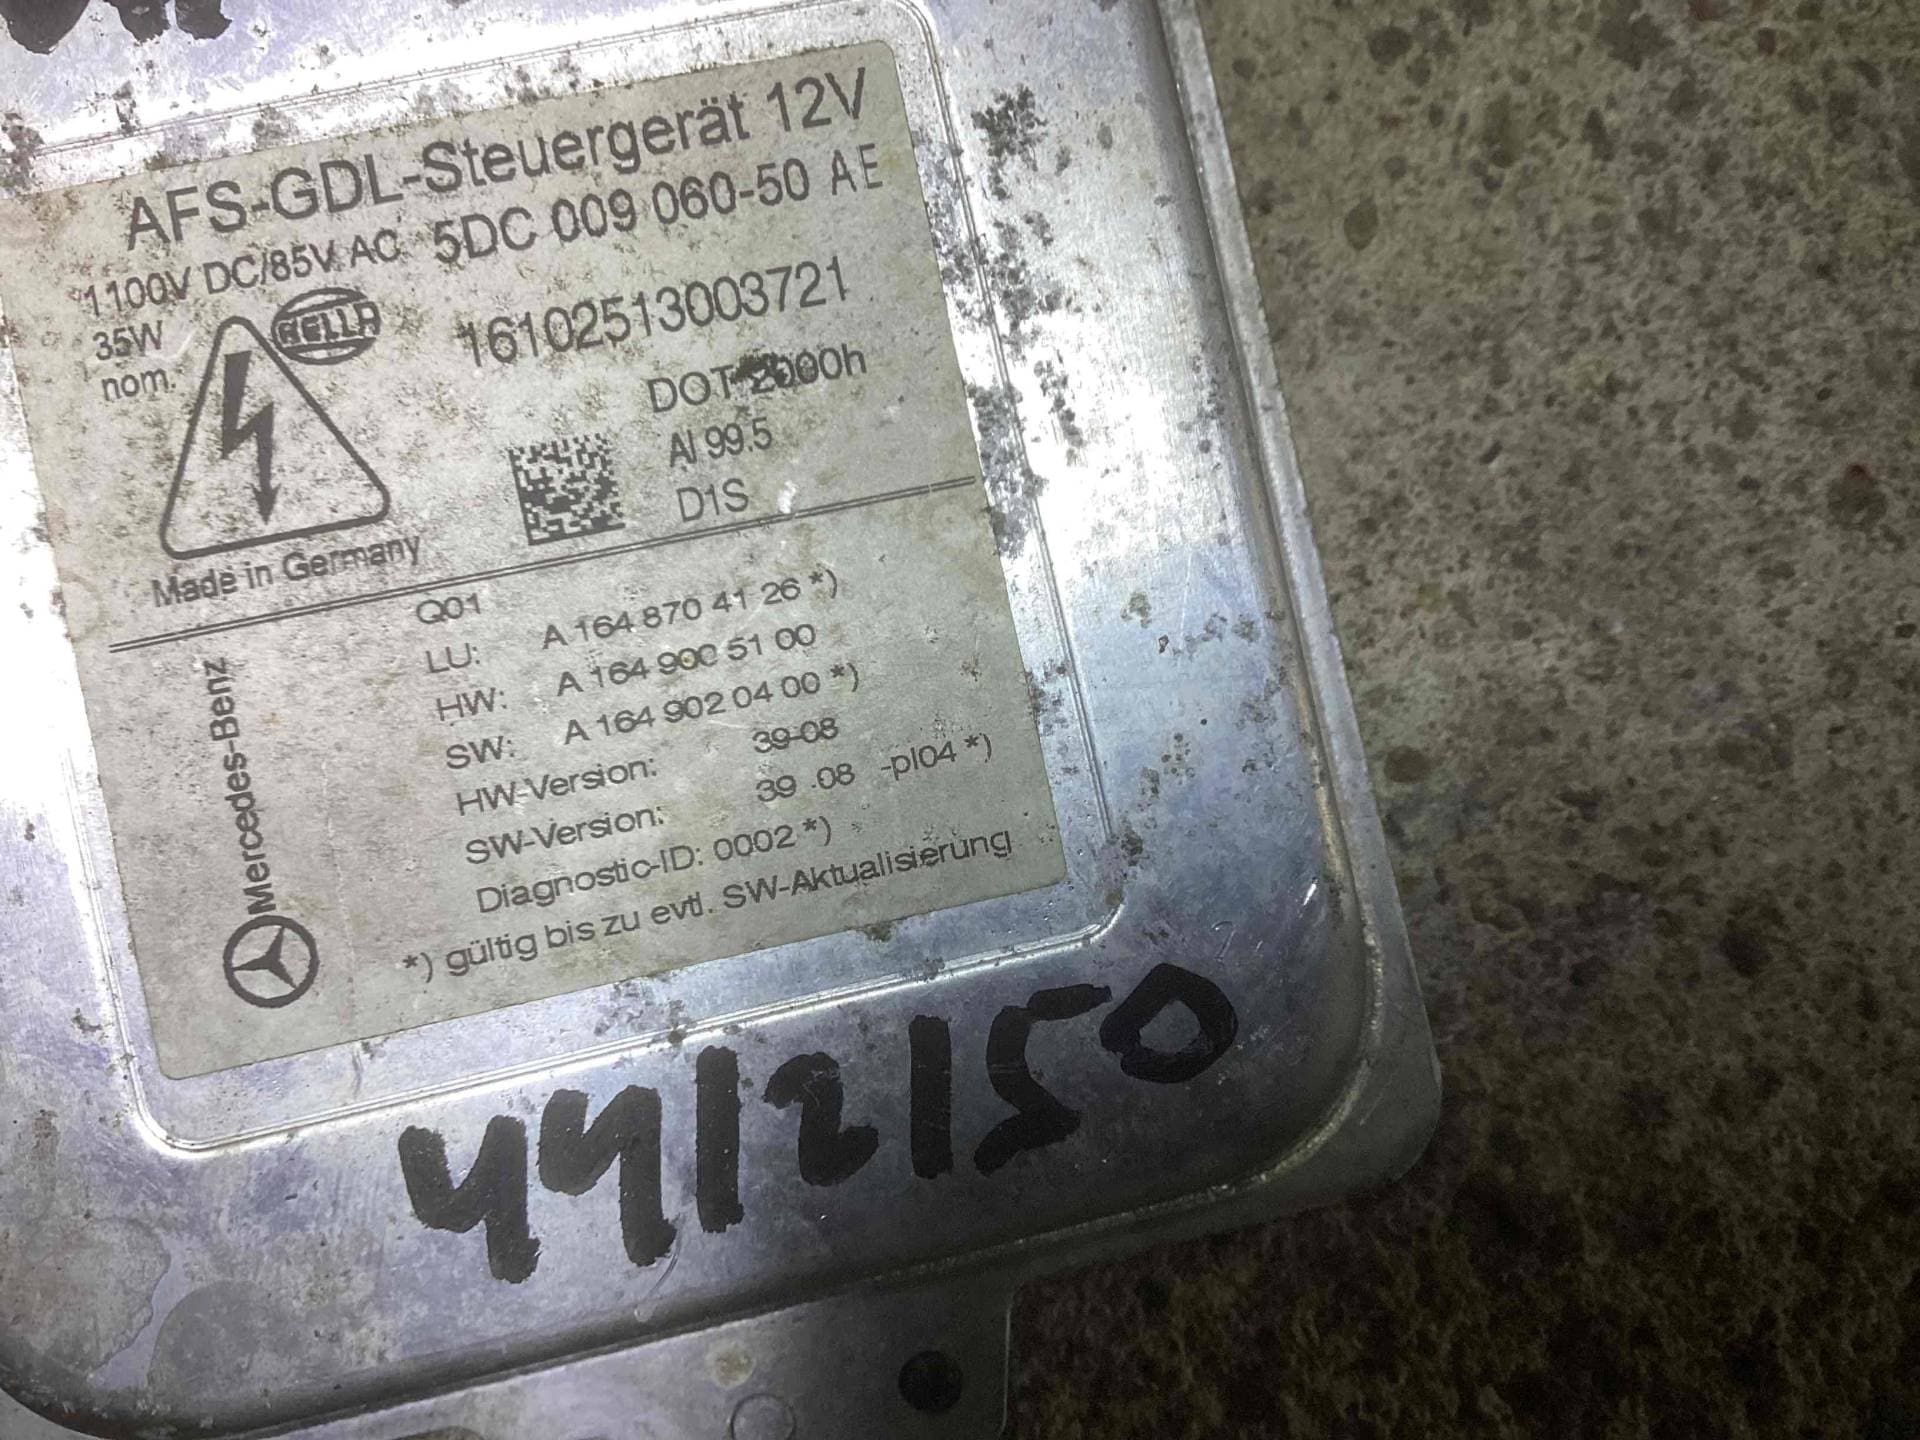 AFS-GDL-Steuergerät 12V
1100V DC/85V AC 5DC 009 060-50 AE
35W
nom.
HELLA
16102513003721
DOT 2000h
Al 99.5
D1S
Made in Germany
Q01
LU: A 164 870 41 26 *)
HW: A 164 900 51 00
SW: A 164 902 04 00 *)
HW-Version: 39-08
SW-Version: 39 .08 -pl04 *)
Diagnostic-ID: 0002 *)
*) gültig bis zu evtl. SW-Aktualisierung
Mercedes-Benz
4412150